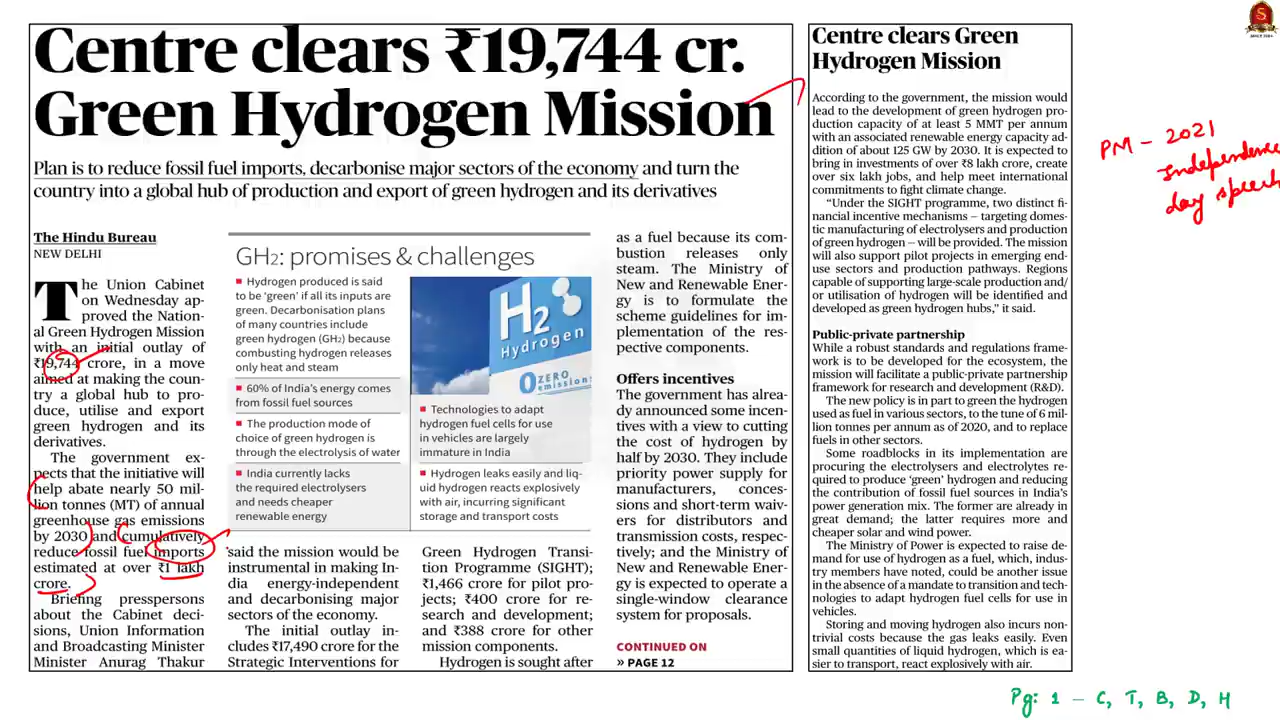 Centre clears ₹19,744 cr.
Green Hydrogen Mission
Plan is to reduce fossil fuel imports, decarbonise major sectors of the economy and turn the
country into a global hub of production and export of green hydrogen and its derivatives
The Hindu Bureau
NEW DELHI
The Union Cabinet
on Wednesday ap-
proved the Nation-
al Green Hydrogen Mission
with an initial outlay of
₹19,744 crore, in a move
aimed at making the coun-
try a global hub to pro-
duce, utilise and export
green hydrogen and its
derivatives.
The government ex-
pects that the initiative will
help abate nearly 50 mil-
lion tonnes (MT) of annual
greenhouse gas emissions
by 2030 and cumulatively
reduce fossil fuel imports
estimated at over ₹1 lakh
crore.
Briefing presspersons
about the Cabinet deci-
sions, Union Information
and Broadcasting Minister
Minister Anurag Thakur
GH2: promises & challenges
Hydrogen produced is said
to be 'green' if all its inputs are
green. Decarbonisation plans
of many countries include
green hydrogen (GH2) because
combusting hydrogen releases
only heat and steam
60% of India's energy comes
from fossil fuel sources
The production mode of
choice of green hydrogen is
through the electrolysis of water
India currently lacks
the required electrolysers
and needs cheaper
renewable energy
H2
Hydrogen
0 ZERO
emissions
Technologies to adapt
hydrogen fuel cells for use
in vehicles are largely
immature in India
Hydrogen leaks easily and liq-
uid hydrogen reacts explosively
with air, incurring significant
storage and transport costs
said the mission would be
instrumental in making In-
dia energy-independent
and decarbonising major
sectors of the economy.
The initial outlay in-
cludes ₹17,490 crore for the
Strategic Interventions for
Green Hydrogen Transi-
tion Programme (SIGHT);
₹1,466 crore for pilot pro-
jects; ₹400 crore for re-
search and development;
and ₹388 crore for other
mission components.
Hydrogen is sought after
as a fuel because its com-
bustion releases only
steam. The Ministry of
New and Renewable Ener-
gy is to formulate the
scheme guidelines for im-
plementation of the res-
pective components.
Offers incentives
The government has alrea-
dy announced some incen-
tives with a view to cutting
the cost of hydrogen by
half by 2030. They include
priority power supply for
manufacturers, conces-
sions and short-term waiv-
ers for distributors and
transmission costs, respec-
tively; and the Ministry of
New and Renewable Ener-
gy is expected to operate a
single-window clearance
system for proposals.
CONTINUED ON
» PAGE 12
Centre clears Green
Hydrogen Mission
According to the government, the mission would
lead to the development of green hydrogen pro-
duction capacity of at least 5 MMT per annum
with an associated renewable energy capacity ad-
dition of about 125 GW by 2030. It is expected to
bring in investments of over ₹8 lakh crore, create
over six lakh jobs, and help meet international
commitments to fight climate change.
"Under the SIGHT programme, two distinct fi-
nancial incentive mechanisms – targeting domes-
tic manufacturing of electrolysers and production
of green hydrogen – will be provided. The mission
will also support pilot projects in emerging end-
use sectors and production pathways. Regions
capable of supporting large-scale production and/
or utilisation of hydrogen will be identified and
developed as green hydrogen hubs," it said.
Public-private partnership
While a robust standards and regulations frame-
work is to be developed for the ecosystem, the
mission will facilitate a public-private partnership
framework for research and development (R&D).
The new policy is in part to green the hydrogen
used as fuel in various sectors, to the tune of 6 mil-
lion tonnes per annum as of 2020, and to replace
fuels in other sectors.
Some roadblocks in its implementation are
procuring the electrolysers and electrolytes re-
quired to produce 'green' hydrogen and reducing
the contribution of fossil fuel sources in India's
power generation mix. The former are already in
great demand; the latter requires more and
cheaper solar and wind power.
The Ministry of Power is expected to raise de-
mand for use of hydrogen as a fuel, which, indus-
try members have noted, could be another issue
in the absence of a mandate to transition and tech-
nologies to adapt hydrogen fuel cells for use in
vehicles.
Storing and moving hydrogen also incurs non-
trivial costs because the gas leaks easily. Even
small quantities of liquid hydrogen, which is ea-
sier to transport, react explosively with air.
PM - 2021
Independence
day speech
S
SINCE 2004
Pg: 1 - C, T, B, D, H